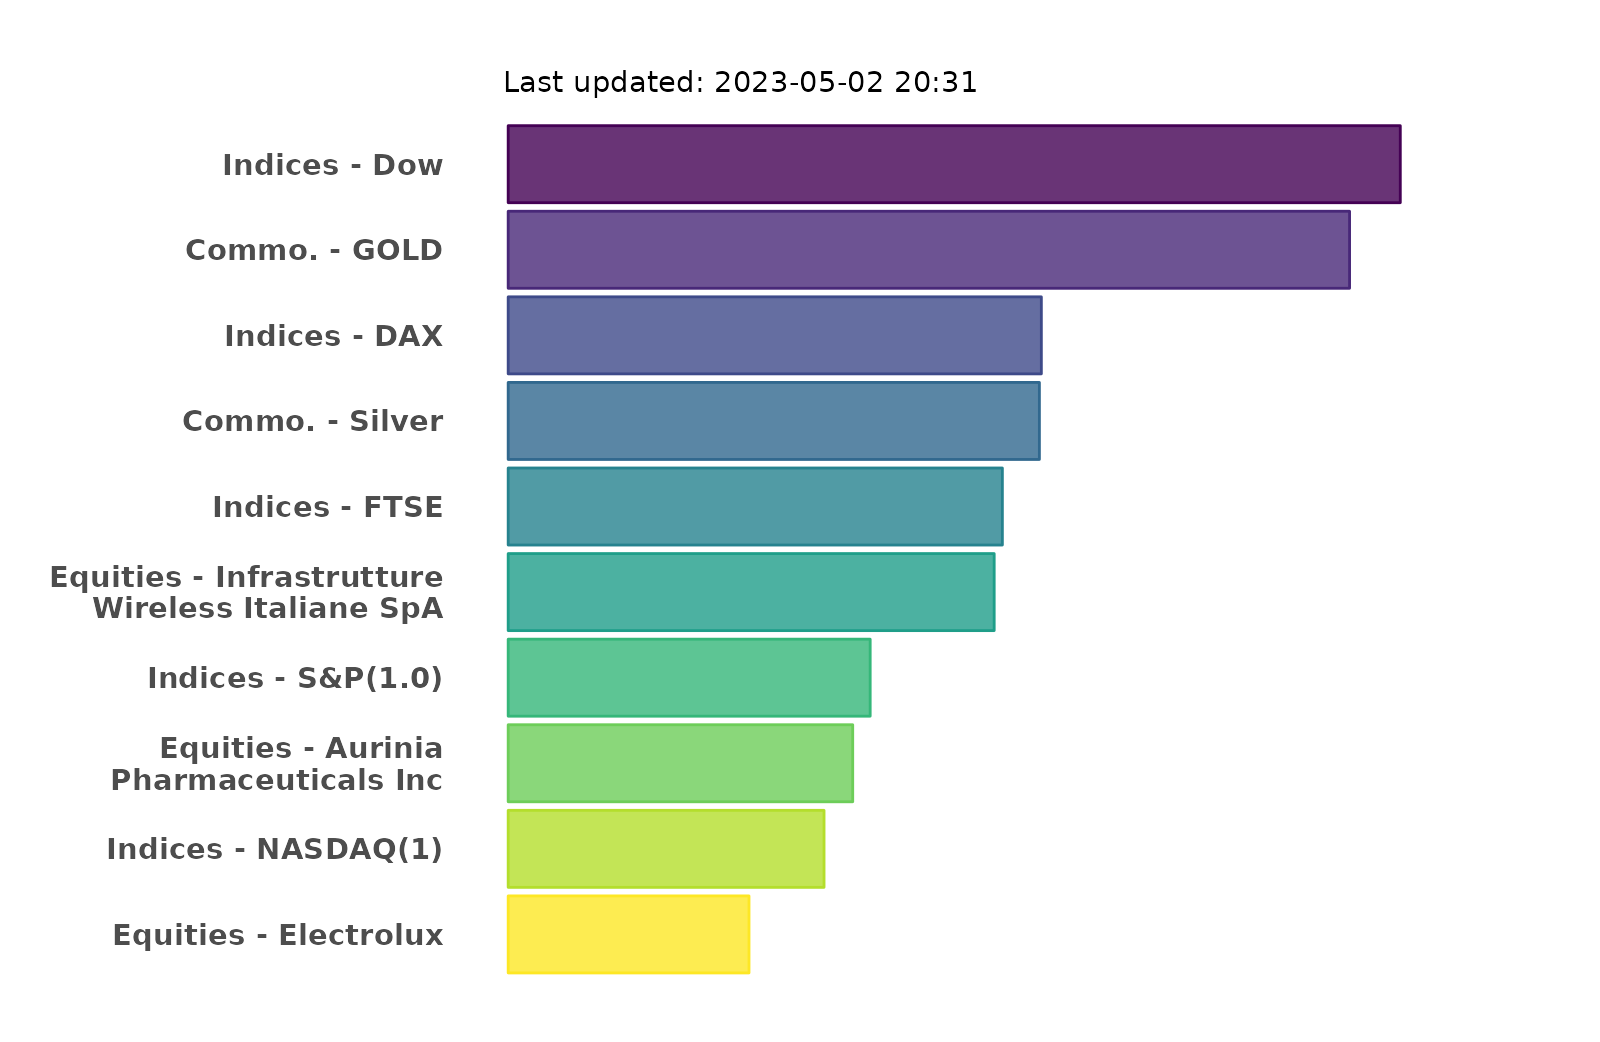 Last updated: 2023-05-02 20:31
Indices - Dow
Commo. - GOLD
Indices - DAX
Commo. - Silver
Indices - FTSE
Equities - Infrastrutture
Wireless Italiane SpA
Indices - S&P(1.0)
Equities - Aurinia
Pharmaceuticals Inc
Indices - NASDAQ(1)
Equities - Electrolux